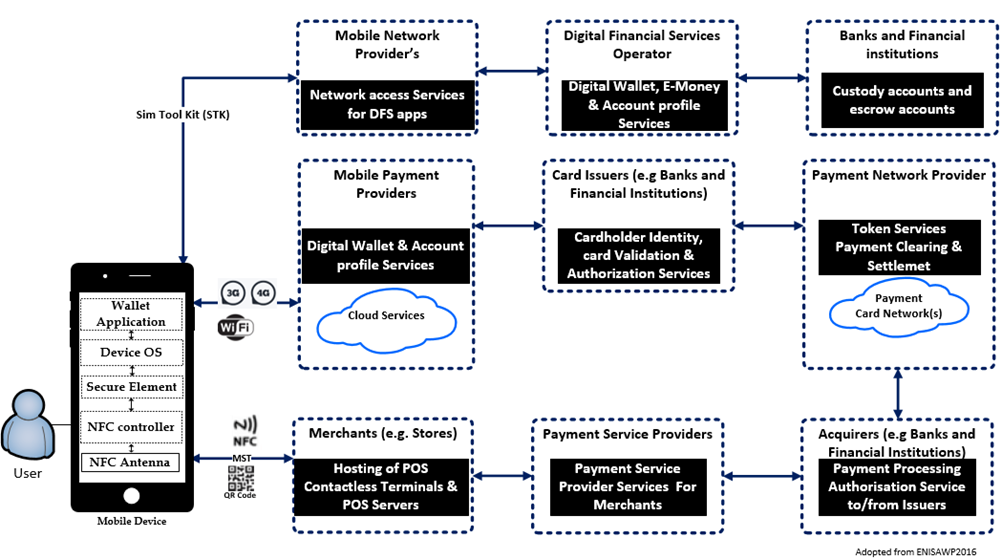 Mobile Network
Provider's
Network access Services
for DFS apps
Digital Financial Services
Operator
Digital Wallet, E-Money
& Account profile
Services
Banks and Financial
institutions
Custody accounts and
escrow accounts
Sim Tool Kit (STK)
Mobile Payment
Providers
Digital Wallet & Account
profile Services
Cloud Services
Card Issuers (e.g Banks and
Financial Institutions)
Cardholder Identity,
card Validation &
Authorization Services
Payment Network Provider
Token Services
Payment Clearing &
Settlemet
Payment
Card Network(s)
3G
4G
WiFi
Wallet
Application
Device OS
Secure Element
NFC controller
NFC Antenna
Mobile Device
User
NFC
MST
QR Code
Merchants (e.g. Stores)
Hosting of POS
Contactless Terminals &
POS Servers
Payment Service Providers
Payment Service
Provider Services For
Merchants
Acquirers (e.g Banks and
Financial Institutions)
Payment Processing
Authorisation Service
to/from Issuers
Adopted from ENISAWP2016